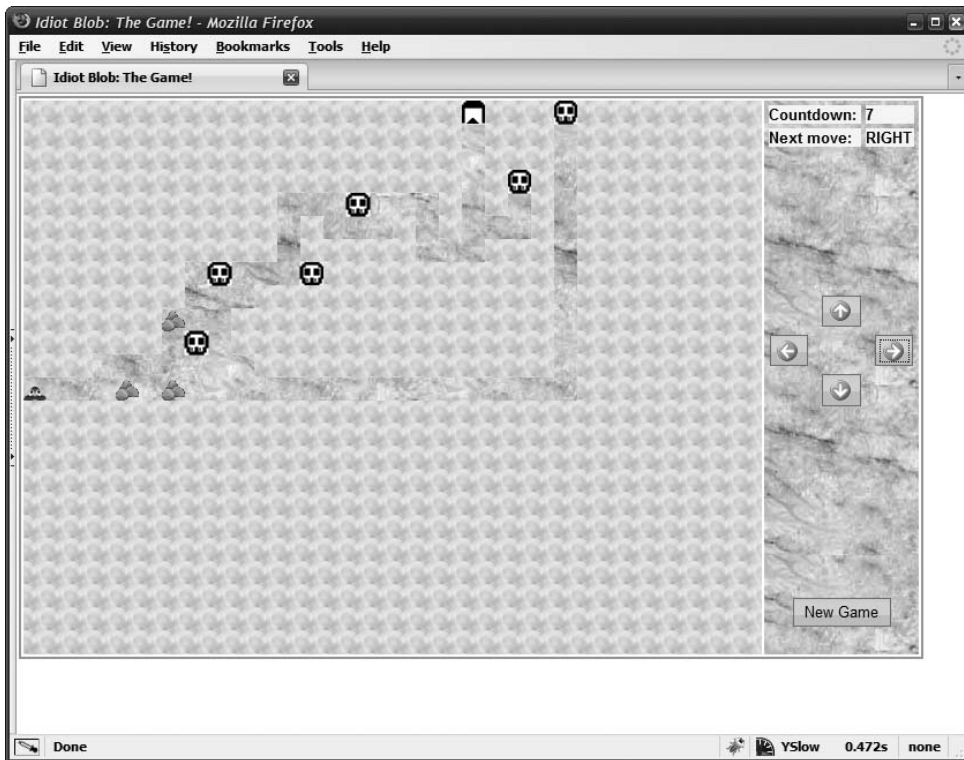 Idiot Blob: The Game! - Mozilla Firefox
File Edit View History Bookmarks Tools Help
Idiot Blob: The Game!
Countdown: 7
Next move: RIGHT
New Game
Done YSlow 0.472s none